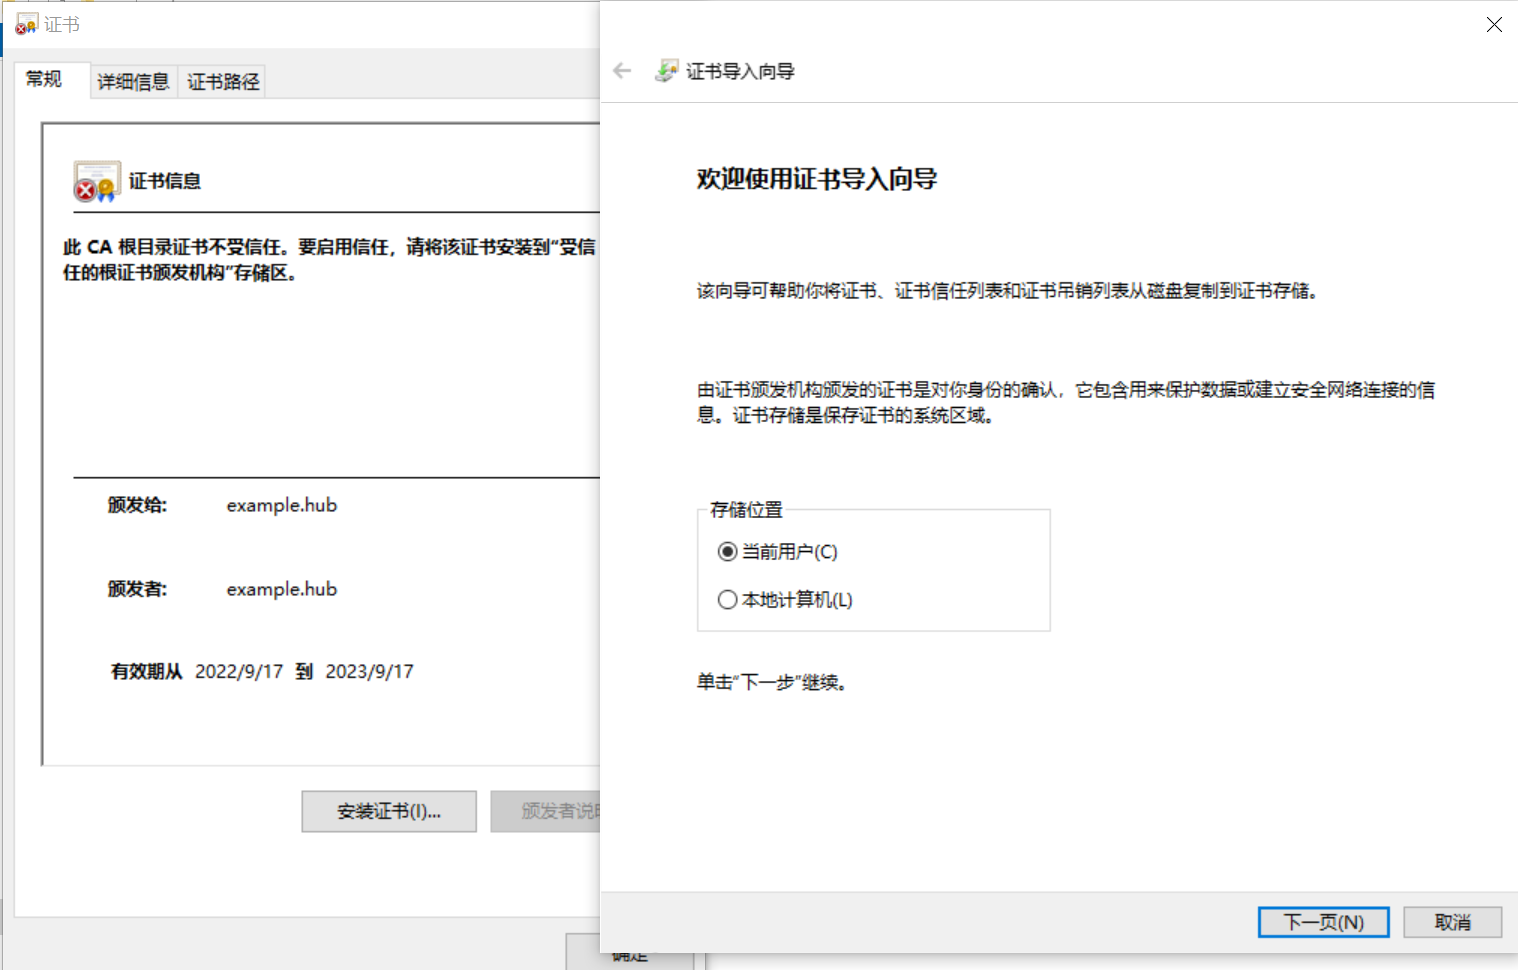 证书
常规
详细信息
证书路径
证书信息
此 CA 根目录证书不受信任。要启用信任，请将该证书安装到“受信
任的根证书颁发机构”存储区。
颁发给: example.hub
颁发者: example.hub
有效期从 2022/9/17 到 2023/9/17
安装证书(I)...
颁发者说
确定
证书导入向导
欢迎使用证书导入向导
该向导可帮助你将证书、证书信任列表和证书吊销列表从磁盘复制到证书存储。
由证书颁发机构颁发的证书是对你身份的确认，它包含用来保护数据或建立安全网络连接的信
息。证书存储是保存证书的系统区域。
存储位置
当前用户(C)
本地计算机(L)
单击“下一步”继续。
下一页(N)
取消